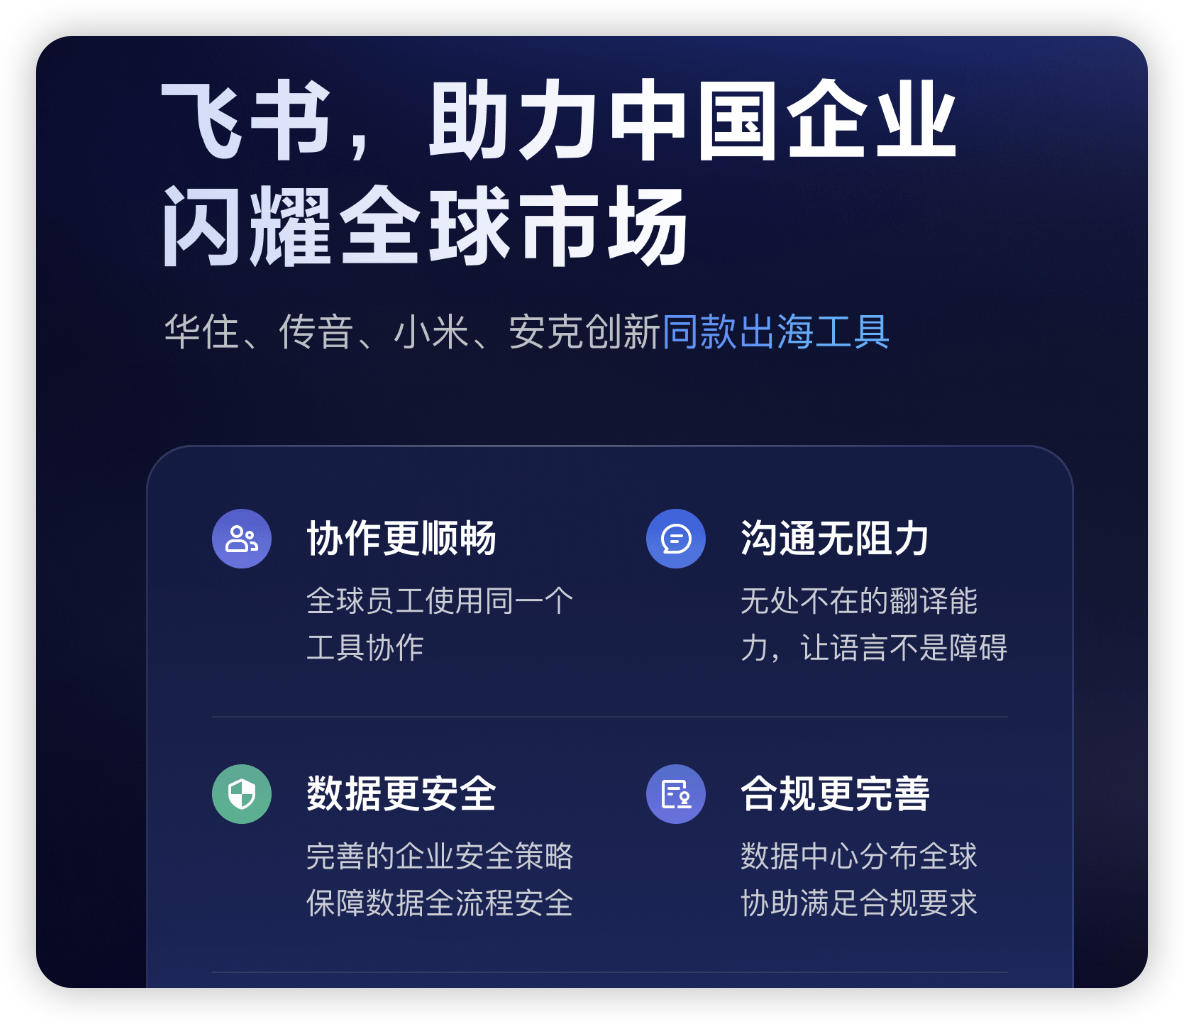 飞书，助力中国企业
闪耀全球市场
华住、传音、小米、安克创新同款出海工具
协作更顺畅
全球员工使用同一个
工具协作
沟通无阻力
无处不在的翻译能
力，让语言不是障碍
数据更安全
完善的企业安全策略
保障数据全流程安全
合规更完善
数据中心分布全球
协助满足合规要求